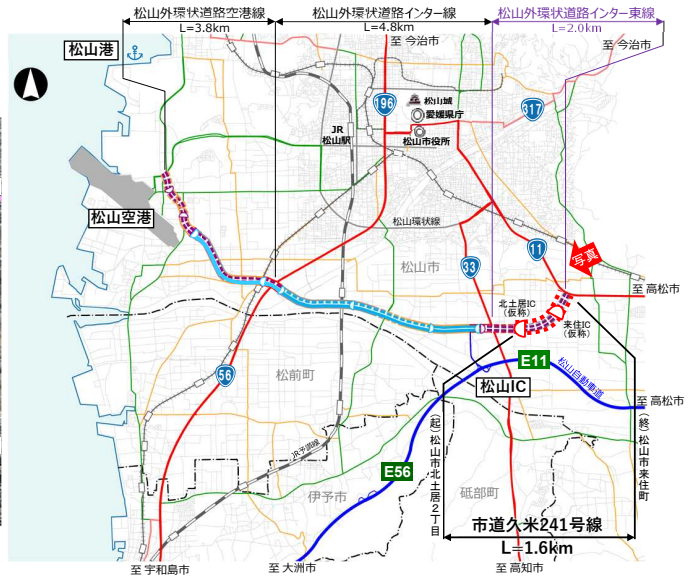 松山外環状道路空港線
L=3.8km
松山外環状道路インター線
L=4.8km
松山外環状道路インター東線
L=2.0km
至 今治市
至 今治市
松山港
196
松山城
愛媛県庁
松山市役所
317
JR
松山駅
松山空港
松山環状線
松山市
33
11
写真
北土居IC
(仮称)
来住IC
(仮称)
至 高松市
56
松前町
松山IC
E11
松山自動車道
至 高松市
JR予讃線
E56
伊予市
砥部町
(起)松山市北土居2丁目
(終)松山市来住町
市道久米241号線
L=1.6km
至 宇和島市
至 大洲市
至 高知市